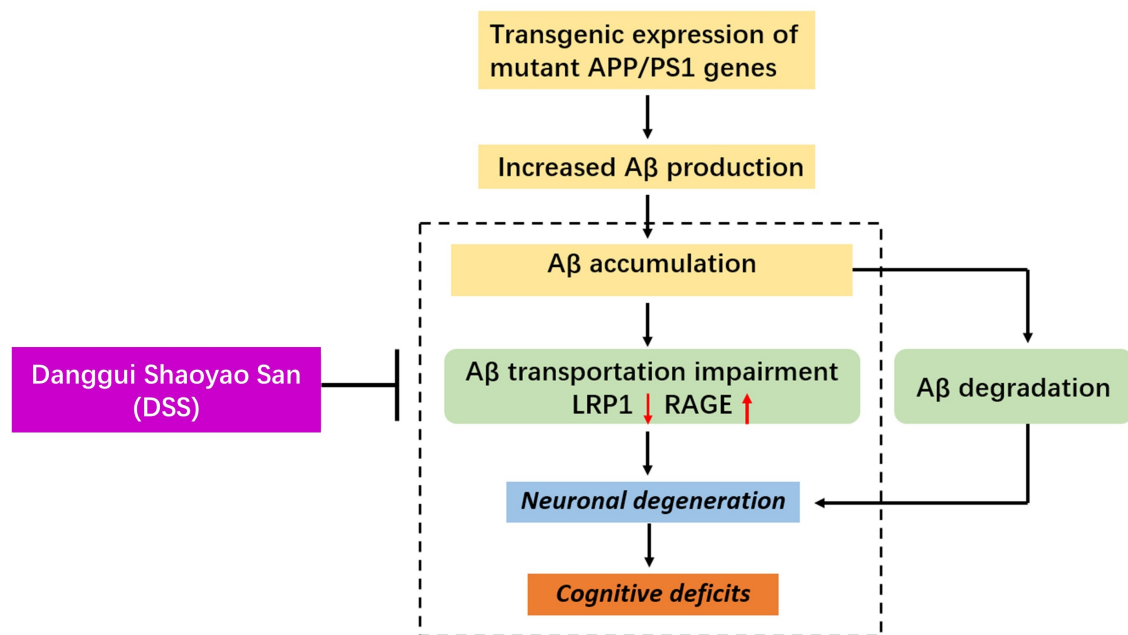 Transgenic expression of
mutant APP/PS1 genes
Increased Aβ production
Aβ accumulation
Danggui Shaoyao San
(DSS)
Aβ transportation impairment
LRP1 ↓ RAGE ↑
Aβ degradation
Neuronal degeneration
Cognitive deficits